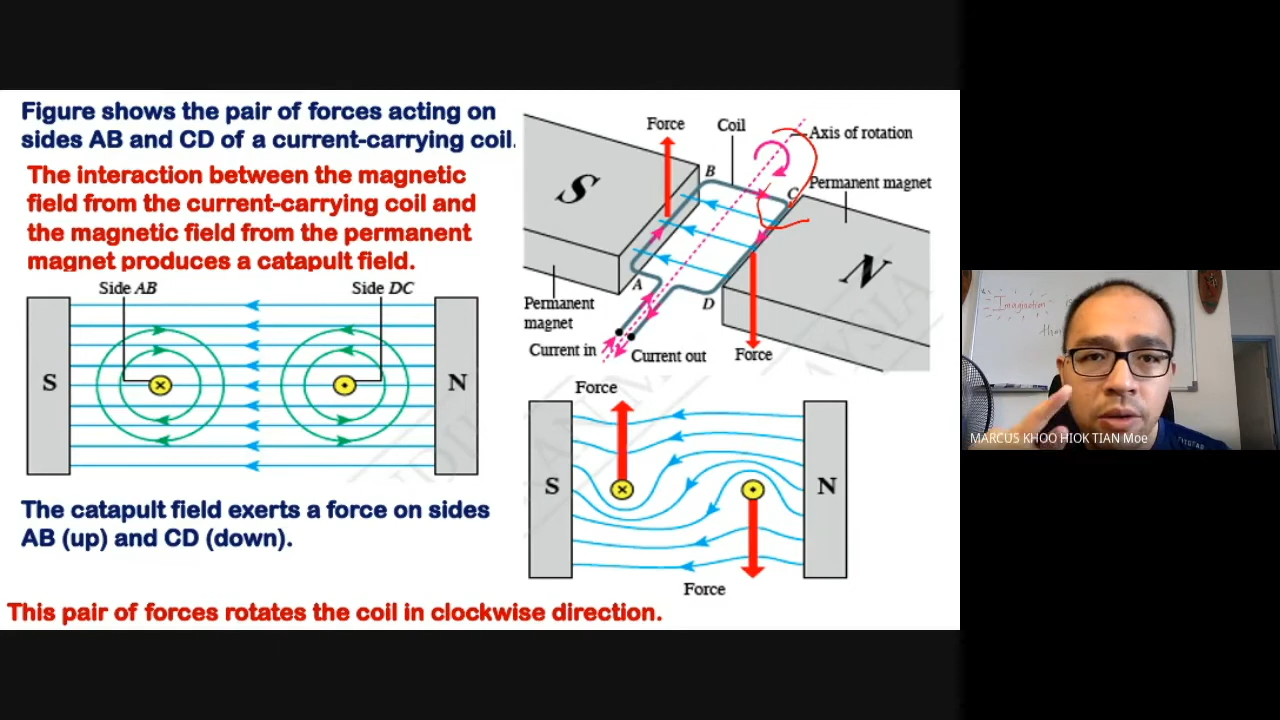 Figure shows the pair of forces acting on
sides AB and CD of a current-carrying coil.
The interaction between the magnetic
field from the current-carrying coil and
the magnetic field from the permanent
magnet produces a catapult field.
Side AB
Side DC
S
N
The catapult field exerts a force on sides
AB (up) and CD (down).
This pair of forces rotates the coil in clockwise direction.
Force
Coil
Axis of rotation
B
C
Permanent magnet
S
N
A
D
Permanent
magnet
Current in
Current out
Force
Force
S
N
Force
Imagination
MARCUS KHOO HIOK TIAN Moe